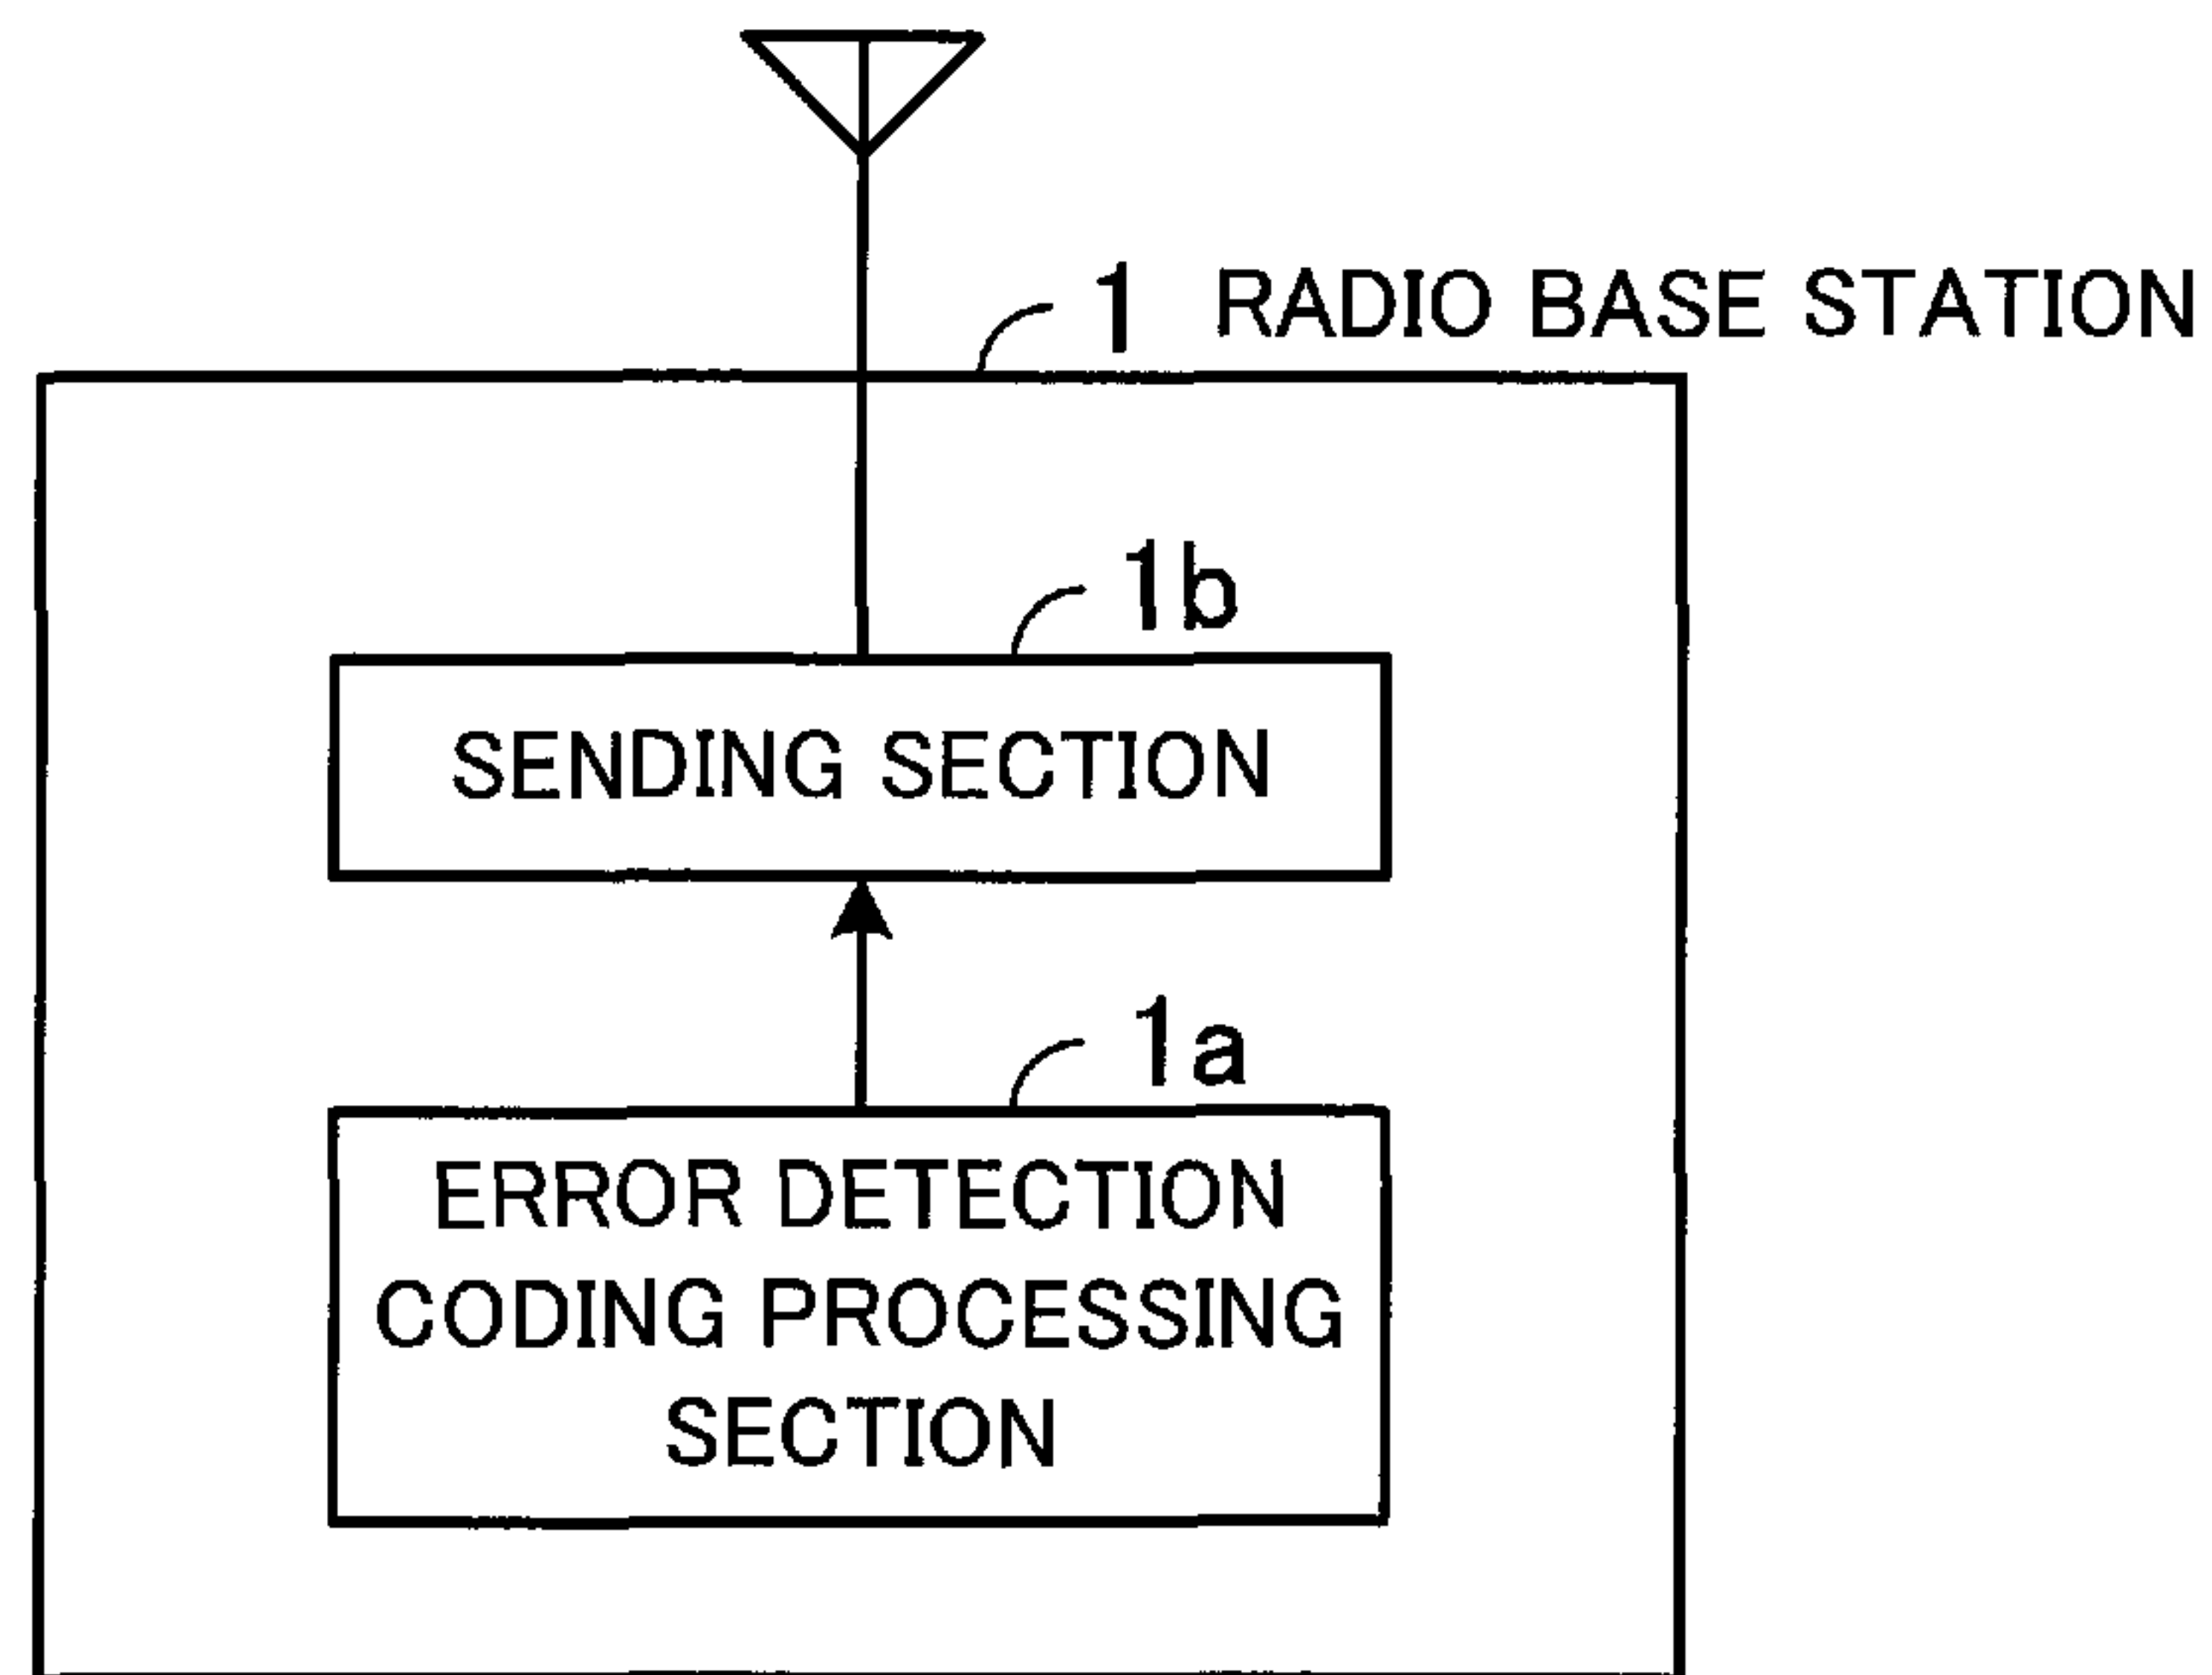 1 RADIO BASE STATION
1b
SENDING SECTION
1a
ERROR DETECTION
CODING PROCESSING
SECTION